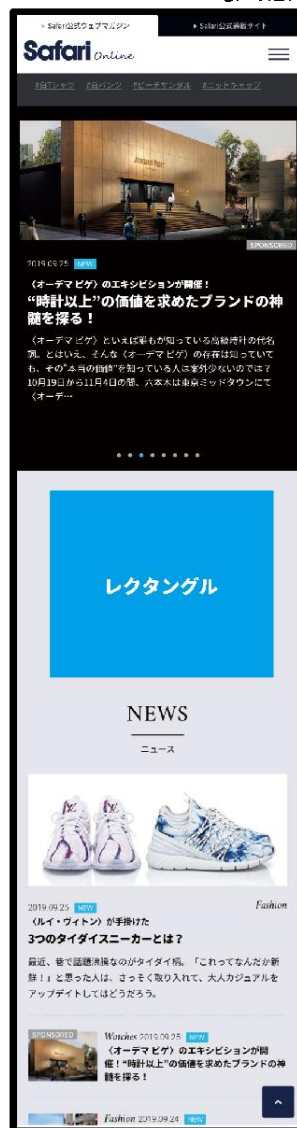 ▸ Safari公式ウェブマガジン
▸ Safari公式通販サイト
Safari Online
#白Tシャツ #白パンツ #ビーチサンダル #ニットキャップ
SPONSORED
2019.09.25 NEW
〈オーデマ ピゲ〉のエキシビションが開催！
“時計以上”の価値を求めたブランドの神
髄を探る！
〈オーデマ ピゲ〉といえば誰もが知っている高級時計の代名
詞。とはいえ、そんな〈オーデマ ピゲ〉の存在は知っていて
も、その“本当の価値”を知っている人は案外少ないのでは？
10月19日から11月4日の間、六本木は東京ミッドタウンにて
〈オーデ…
レクタングル
NEWS
ニュース
2019.09.25 NEW
Fashion
〈ルイ・ヴィトン〉が手掛けた
3つのタイダイスニーカーとは？
最近、巷で話題沸騰なのがタイダイ柄。「これってなんだか新
鮮！」と思った人は、さっそく取り入れて、大人カジュアルを
アップデイトしてはどうだろう。
SPONSORED
Watches 2019.09.25 NEW
〈オーデマ ピゲ〉のエキシビションが開
催！“時計以上”の価値を求めたブランドの神
髄を探る！
Fashion 2019.09.24 NEW